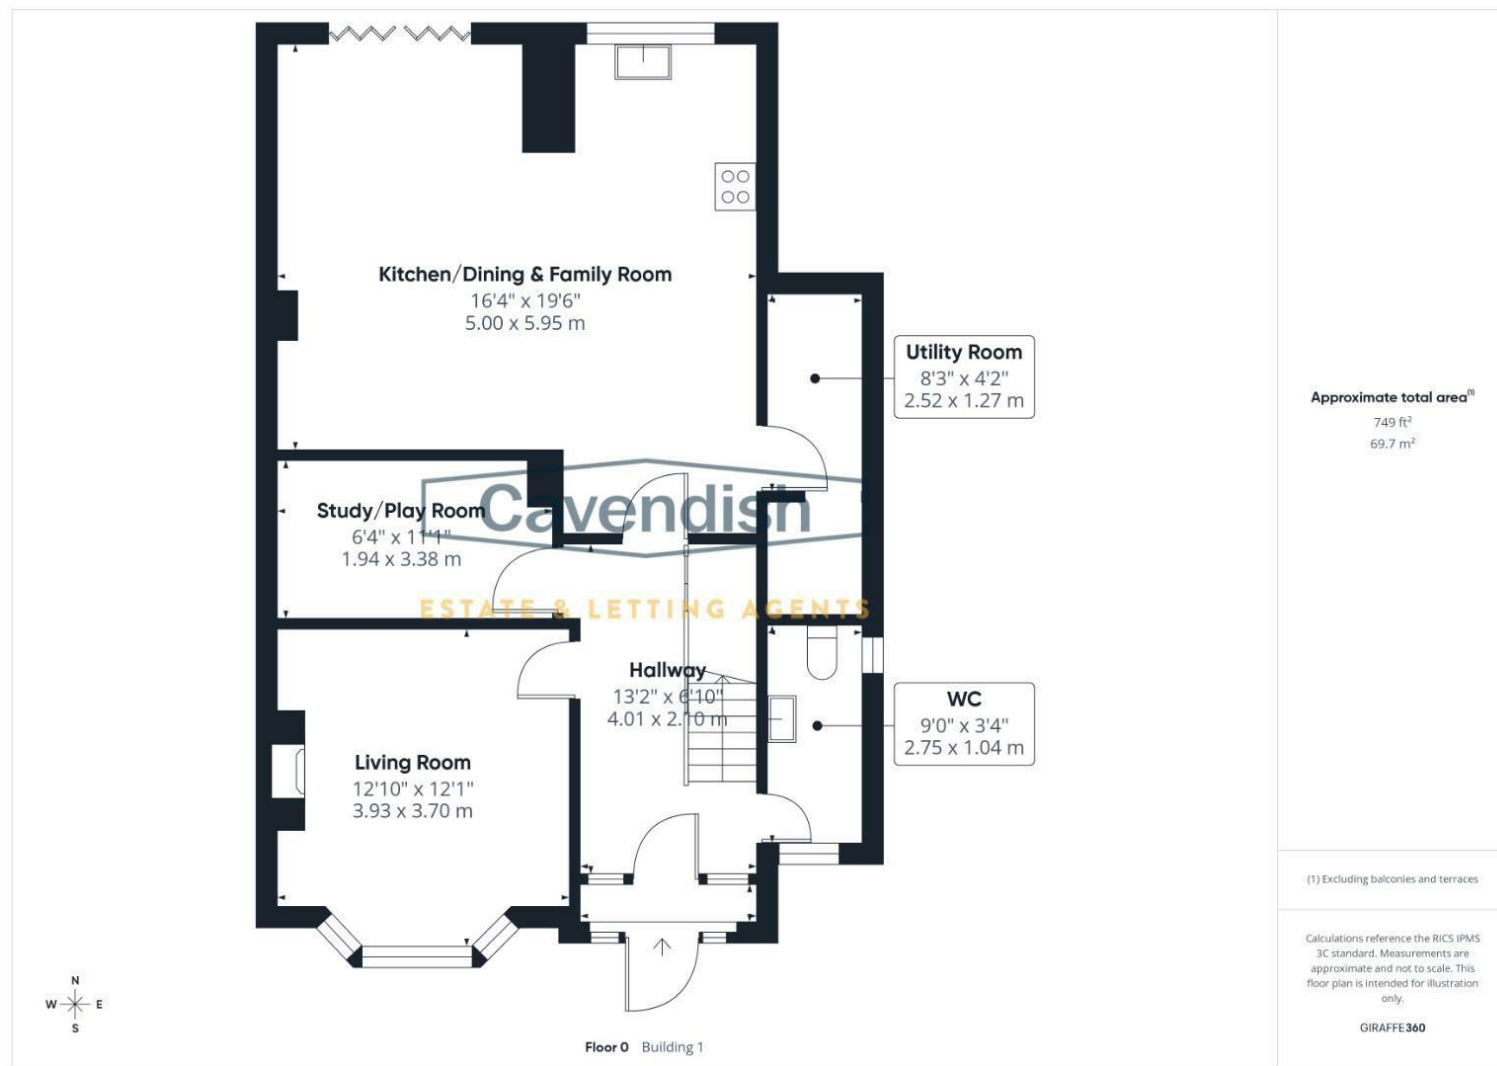 Kitchen/Dining & Family Room
16'4" x 19'6"
5.00 x 5.95 m
Utility Room
8'3" x 4'2"
2.52 x 1.27 m
Study/Play Room
6'4" x 11'1"
1.94 x 3.38 m
Cavendish
ESTATE & LETTING AGENTS
Hallway
13'2" x 6'10"
4.01 x 2.10 m
WC
9'0" x 3'4"
2.75 x 1.04 m
Living Room
12'10" x 12'1"
3.93 x 3.70 m
N
W E
S
Floor 0 Building 1
Approximate total area(1)
749 ft²
69.7 m²
(1) Excluding balconies and terraces
Calculations reference the RICS IPMS
3C standard. Measurements are
approximate and not to scale. This
floor plan is intended for illustration
only.
GIRAFFE360